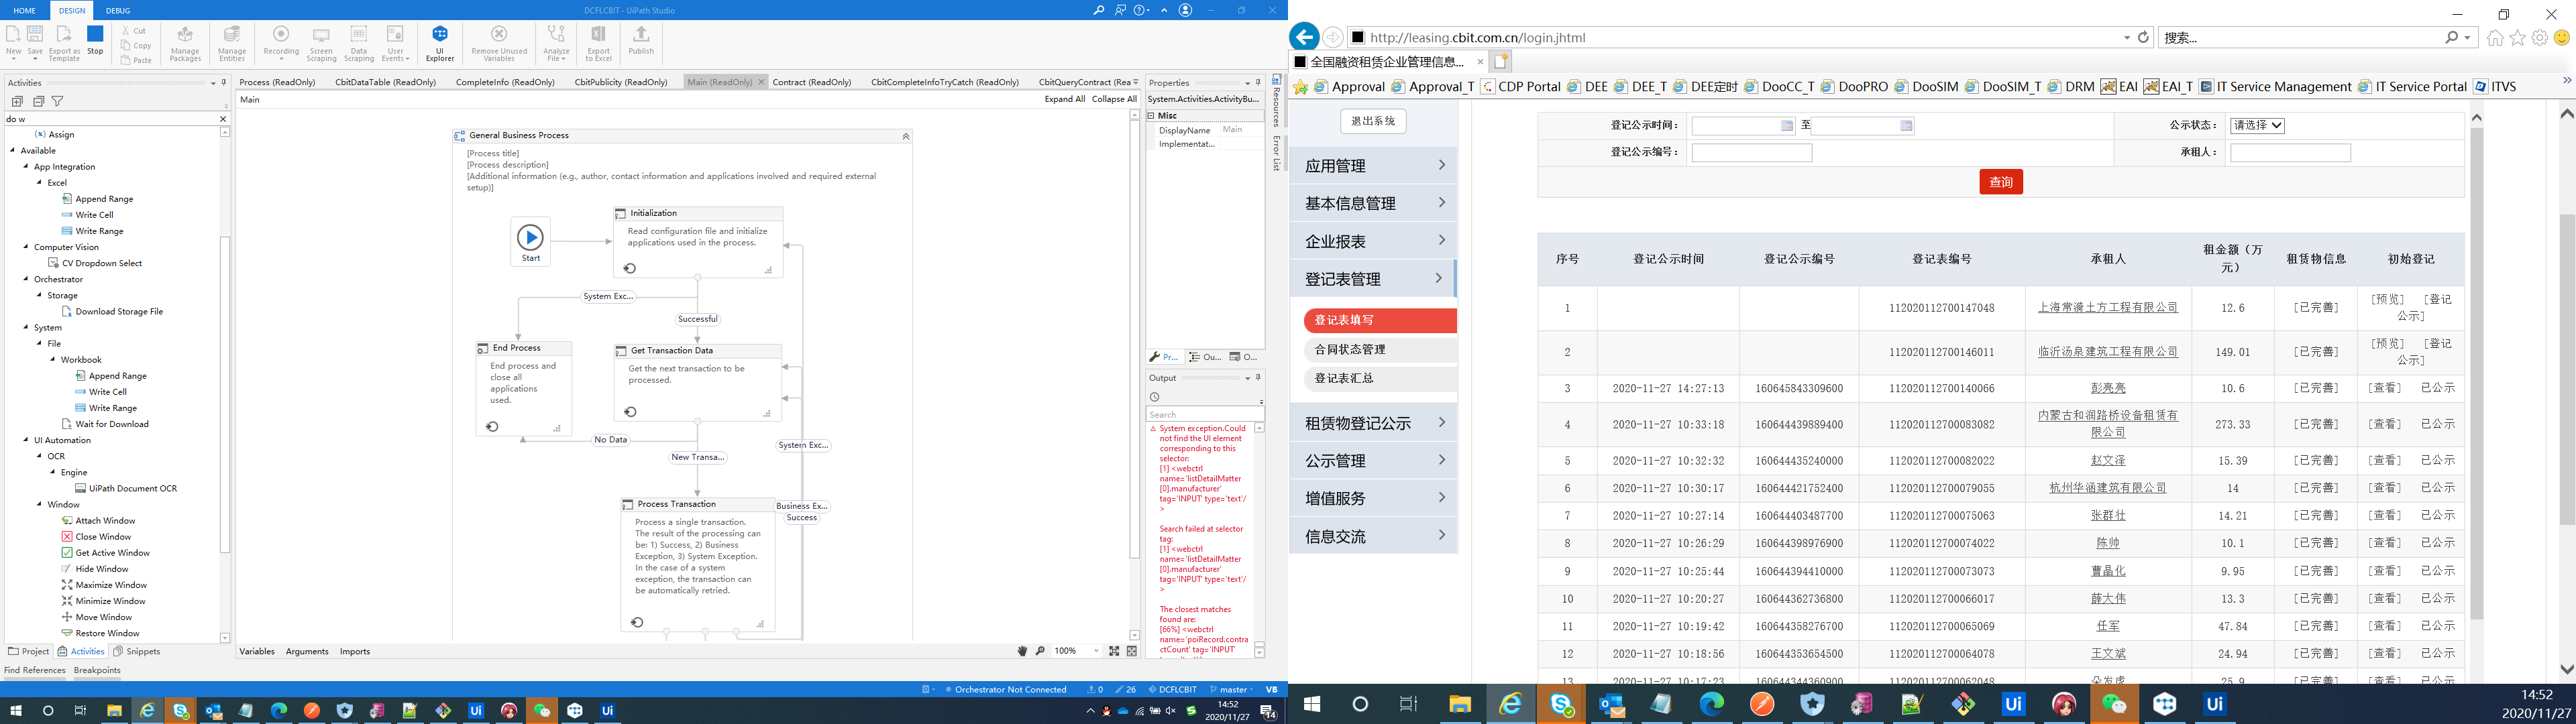 HOME DESIGN DEBUG
DCFLCBIT - UiPath Studio
New
Save
Export as Template
Stop
Cut
Copy
Paste
Manage Packages
Manage Entities
Recording
Screen Scraping
Data Scraping
User Events
UI Explorer
Remove Unused Variables
Analyze File
Export to Excel
Publish
Activities
do w
(x) Assign
Available
App Integration
Excel
Append Range
Write Cell
Write Range
Computer Vision
CV Dropdown Select
Orchestrator
Storage
Download Storage File
System
File
Workbook
Append Range
Write Cell
Write Range
Wait for Download
UI Automation
OCR
Engine
UiPath Document OCR
Window
Attach Window
Close Window
Get Active Window
Hide Window
Maximize Window
Minimize Window
Move Window
Restore Window
Project Activities Snippets
Find References Breakpoints
Process (ReadOnly) CbitDataTable (ReadOnly) CompleteInfo (ReadOnly) CbitPublicity (ReadOnly) Main (ReadOnly) Contract (ReadOnly) CbitCompleteInfoTryCatch (ReadOnly) CbitQueryContract (Rea
Main
Expand All Collapse All
General Business Process
[Process title]
[Process description]
[Additional information (e.g., author, contact information and applications involved and required external
setup)]
Start
Initialization
Read configuration file and initialize
applications used in the process.
System Exc...
Successful
End Process
End process and
close all
applications
used.
Get Transaction Data
Get the next transaction to be
processed.
No Data
New Transa...
System Exc...
Process Transaction
Process a single transaction.
The result of the processing can
be: 1) Success, 2) Business
Exception, 3) System Exception.
In the case of a system
exception, the transaction can
be automatically retried.
Business Ex...
Success
Variables Arguments Imports
100%
Properties
System.Activities.ActivityBu...
Misc
DisplayName Main
Implementat...
Resources
Error List
Pr... Ou... O...
Output
Search
System exception.Could
not find the UI element
corresponding to this
selector:
[1] <webctrl
name='listDetailMatter
[0].manufacturer'
tag='INPUT' type='text'/
>
Search failed at selector
tag:
[1] <webctrl
name='listDetailMatter
[0].manufacturer'
tag='INPUT' type='text'/
>
The closest matches
found are:
[66%] <webctrl
name='poiRecord.contra
ctCount' tag='INPUT'
Orchestrator Not Connected 0 26 DCFLCBIT master VB
14:52
2020/11/27
14
http://leasing.cbit.com.cn/login.jhtml
搜索...
全国融资租赁企业管理信息...
Approval Approval_T CDP Portal DEE DEE_T DEE定时 DooCC_T DooPRO DooSIM DooSIM_T DRM EAI EAI_T IT Service Management IT Service Portal ITVS
退出系统
应用管理
基本信息管理
企业报表
登记表管理
登记表填写
合同状态管理
登记表汇总
租赁物登记公示
公示管理
增值服务
信息交流
登记公示时间： 至 公示状态： 请选择
登记公示编号： 承租人：
查询
序号 登记公示时间 登记公示编号 登记表编号 承租人 租金额（万元） 租赁物信息 初始登记
1 112020112700147048 上海常漪土方工程有限公司 12.6 [已完善] [预览] [登记公示]
2 112020112700146011 临沂汤泉建筑工程有限公司 149.01 [已完善] [预览] [登记公示]
3 2020-11-27 14:27:13 160645843309600 112020112700140066 彭亮亮 10.6 [已完善] [查看] 已公示
4 2020-11-27 10:33:18 160644439889400 112020112700083082 内蒙古和润路桥设备租赁有限公司 273.33 [已完善] [查看] 已公示
5 2020-11-27 10:32:32 160644435240000 112020112700082022 赵文泽 15.39 [已完善] [查看] 已公示
6 2020-11-27 10:30:17 160644421752400 112020112700079055 杭州华涵建筑有限公司 14 [已完善] [查看] 已公示
7 2020-11-27 10:27:14 160644403487700 112020112700075063 张群壮 14.21 [已完善] [查看] 已公示
8 2020-11-27 10:26:29 160644398976900 112020112700074022 陈帅 10.1 [已完善] [查看] 已公示
9 2020-11-27 10:25:44 160644394410000 112020112700073073 曹晶化 9.95 [已完善] [查看] 已公示
10 2020-11-27 10:20:27 160644362736800 112020112700066017 薛大伟 13.3 [已完善] [查看] 已公示
11 2020-11-27 10:19:42 160644358276700 112020112700065069 任军 47.84 [已完善] [查看] 已公示
12 2020-11-27 10:18:56 160644353654500 112020112700064078 王文斌 24.94 [已完善] [查看] 已公示
13 2020-11-27 10:17:23 160644344360900 112020112700062048 25.9 [已完善] [查看] 已公示
14:52
2020/11/27